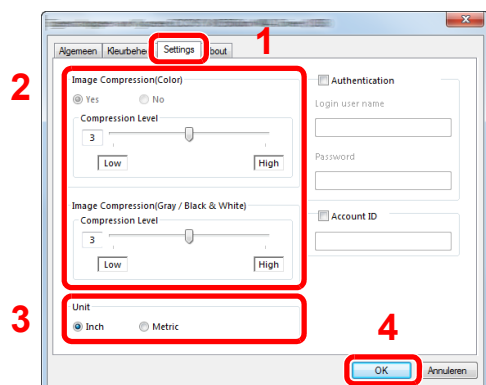 1
Algemeen Kleurbehee Settings bout
2
Image Compression(Color)
Yes No
Compression Level
3
Low High
Image Compression(Gray / Black & White)
Compression Level
3
Low High
Authentication
Login user name
Password
Account ID
3
Unit
Inch Metric
4
OK Annuleren